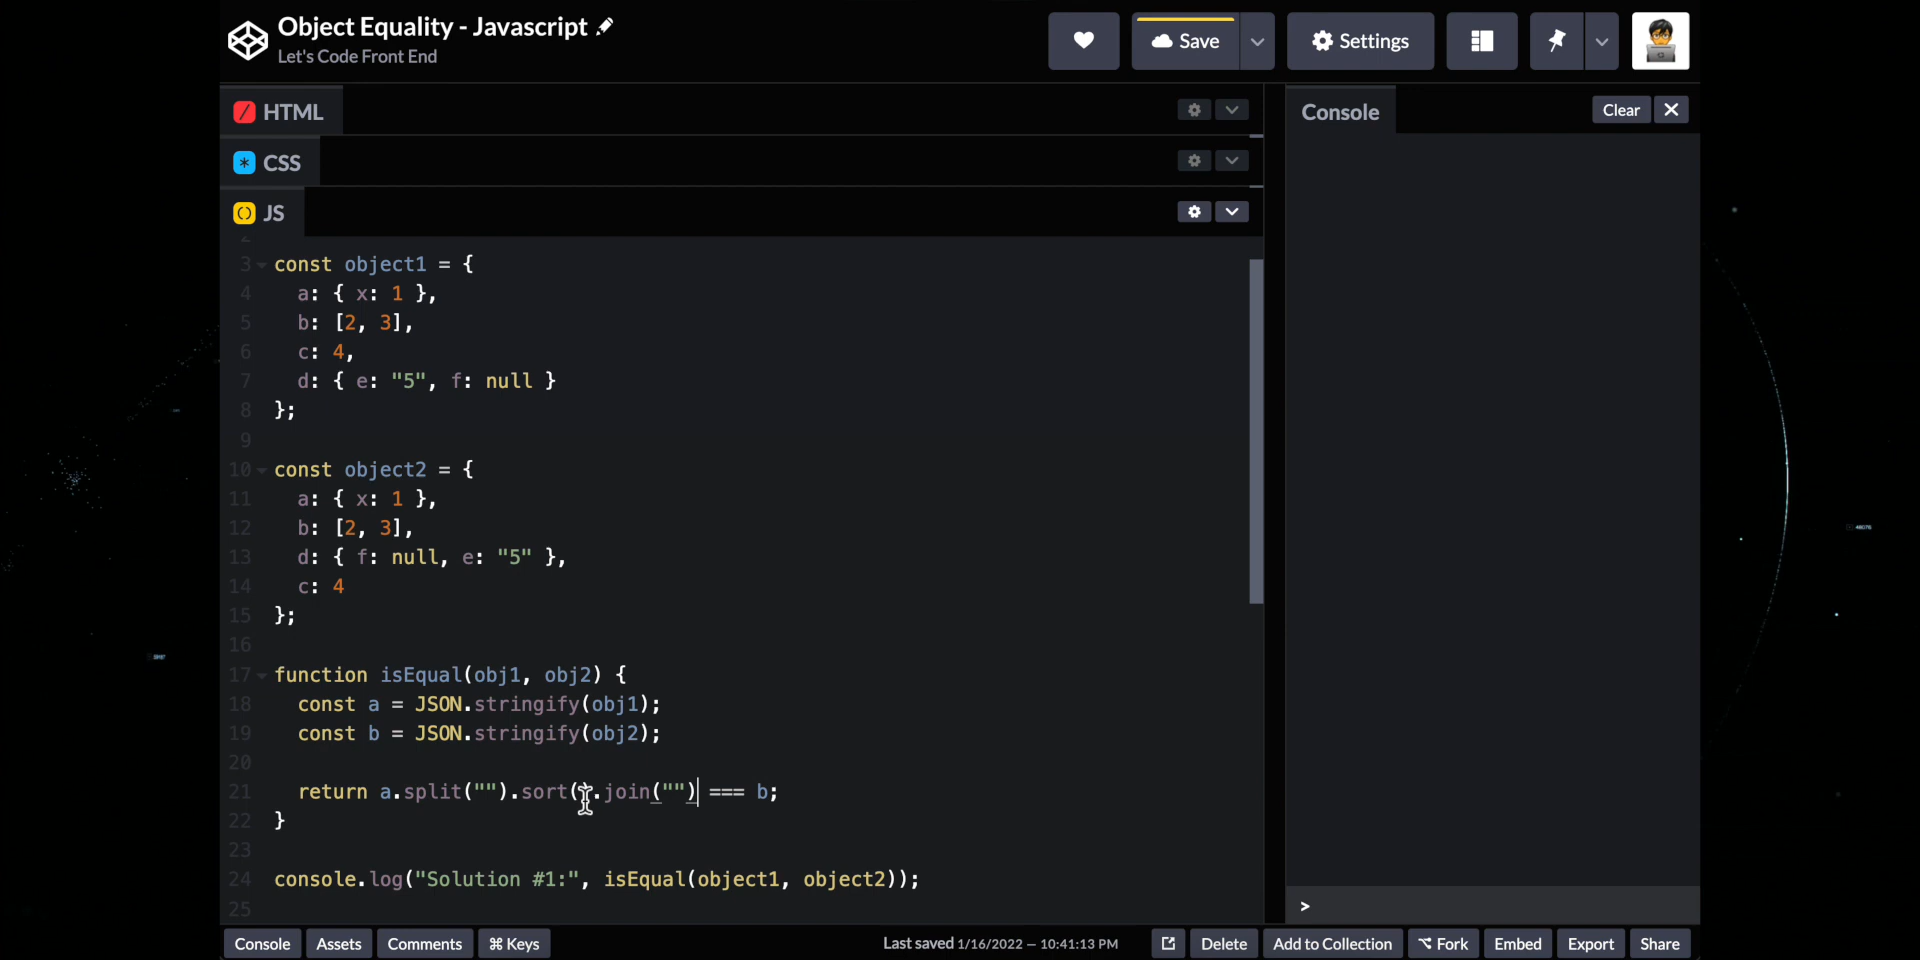 Object Equality - Javascript
Let's Code Front End
Save
Settings
HTML
CSS
JS
Console
Clear
3 const object1 = {
4 a: { x: 1 },
5 b: [2, 3],
6 c: 4,
7 d: { e: "5", f: null }
8 };
9
10 const object2 = {
11 a: { x: 1 },
12 b: [2, 3],
13 d: { f: null, e: "5" },
14 c: 4
15 };
16
17 function isEqual(obj1, obj2) {
18 const a = JSON.stringify(obj1);
19 const b = JSON.stringify(obj2);
20
21 return a.split("").sort().join("") === b;
22 }
23
24 console.log("Solution #1:", isEqual(object1, object2));
25
>
Console Assets Comments ⌘ Keys Last saved 1/16/2022 — 10:41:13 PM Delete Add to Collection Fork Embed Export Share